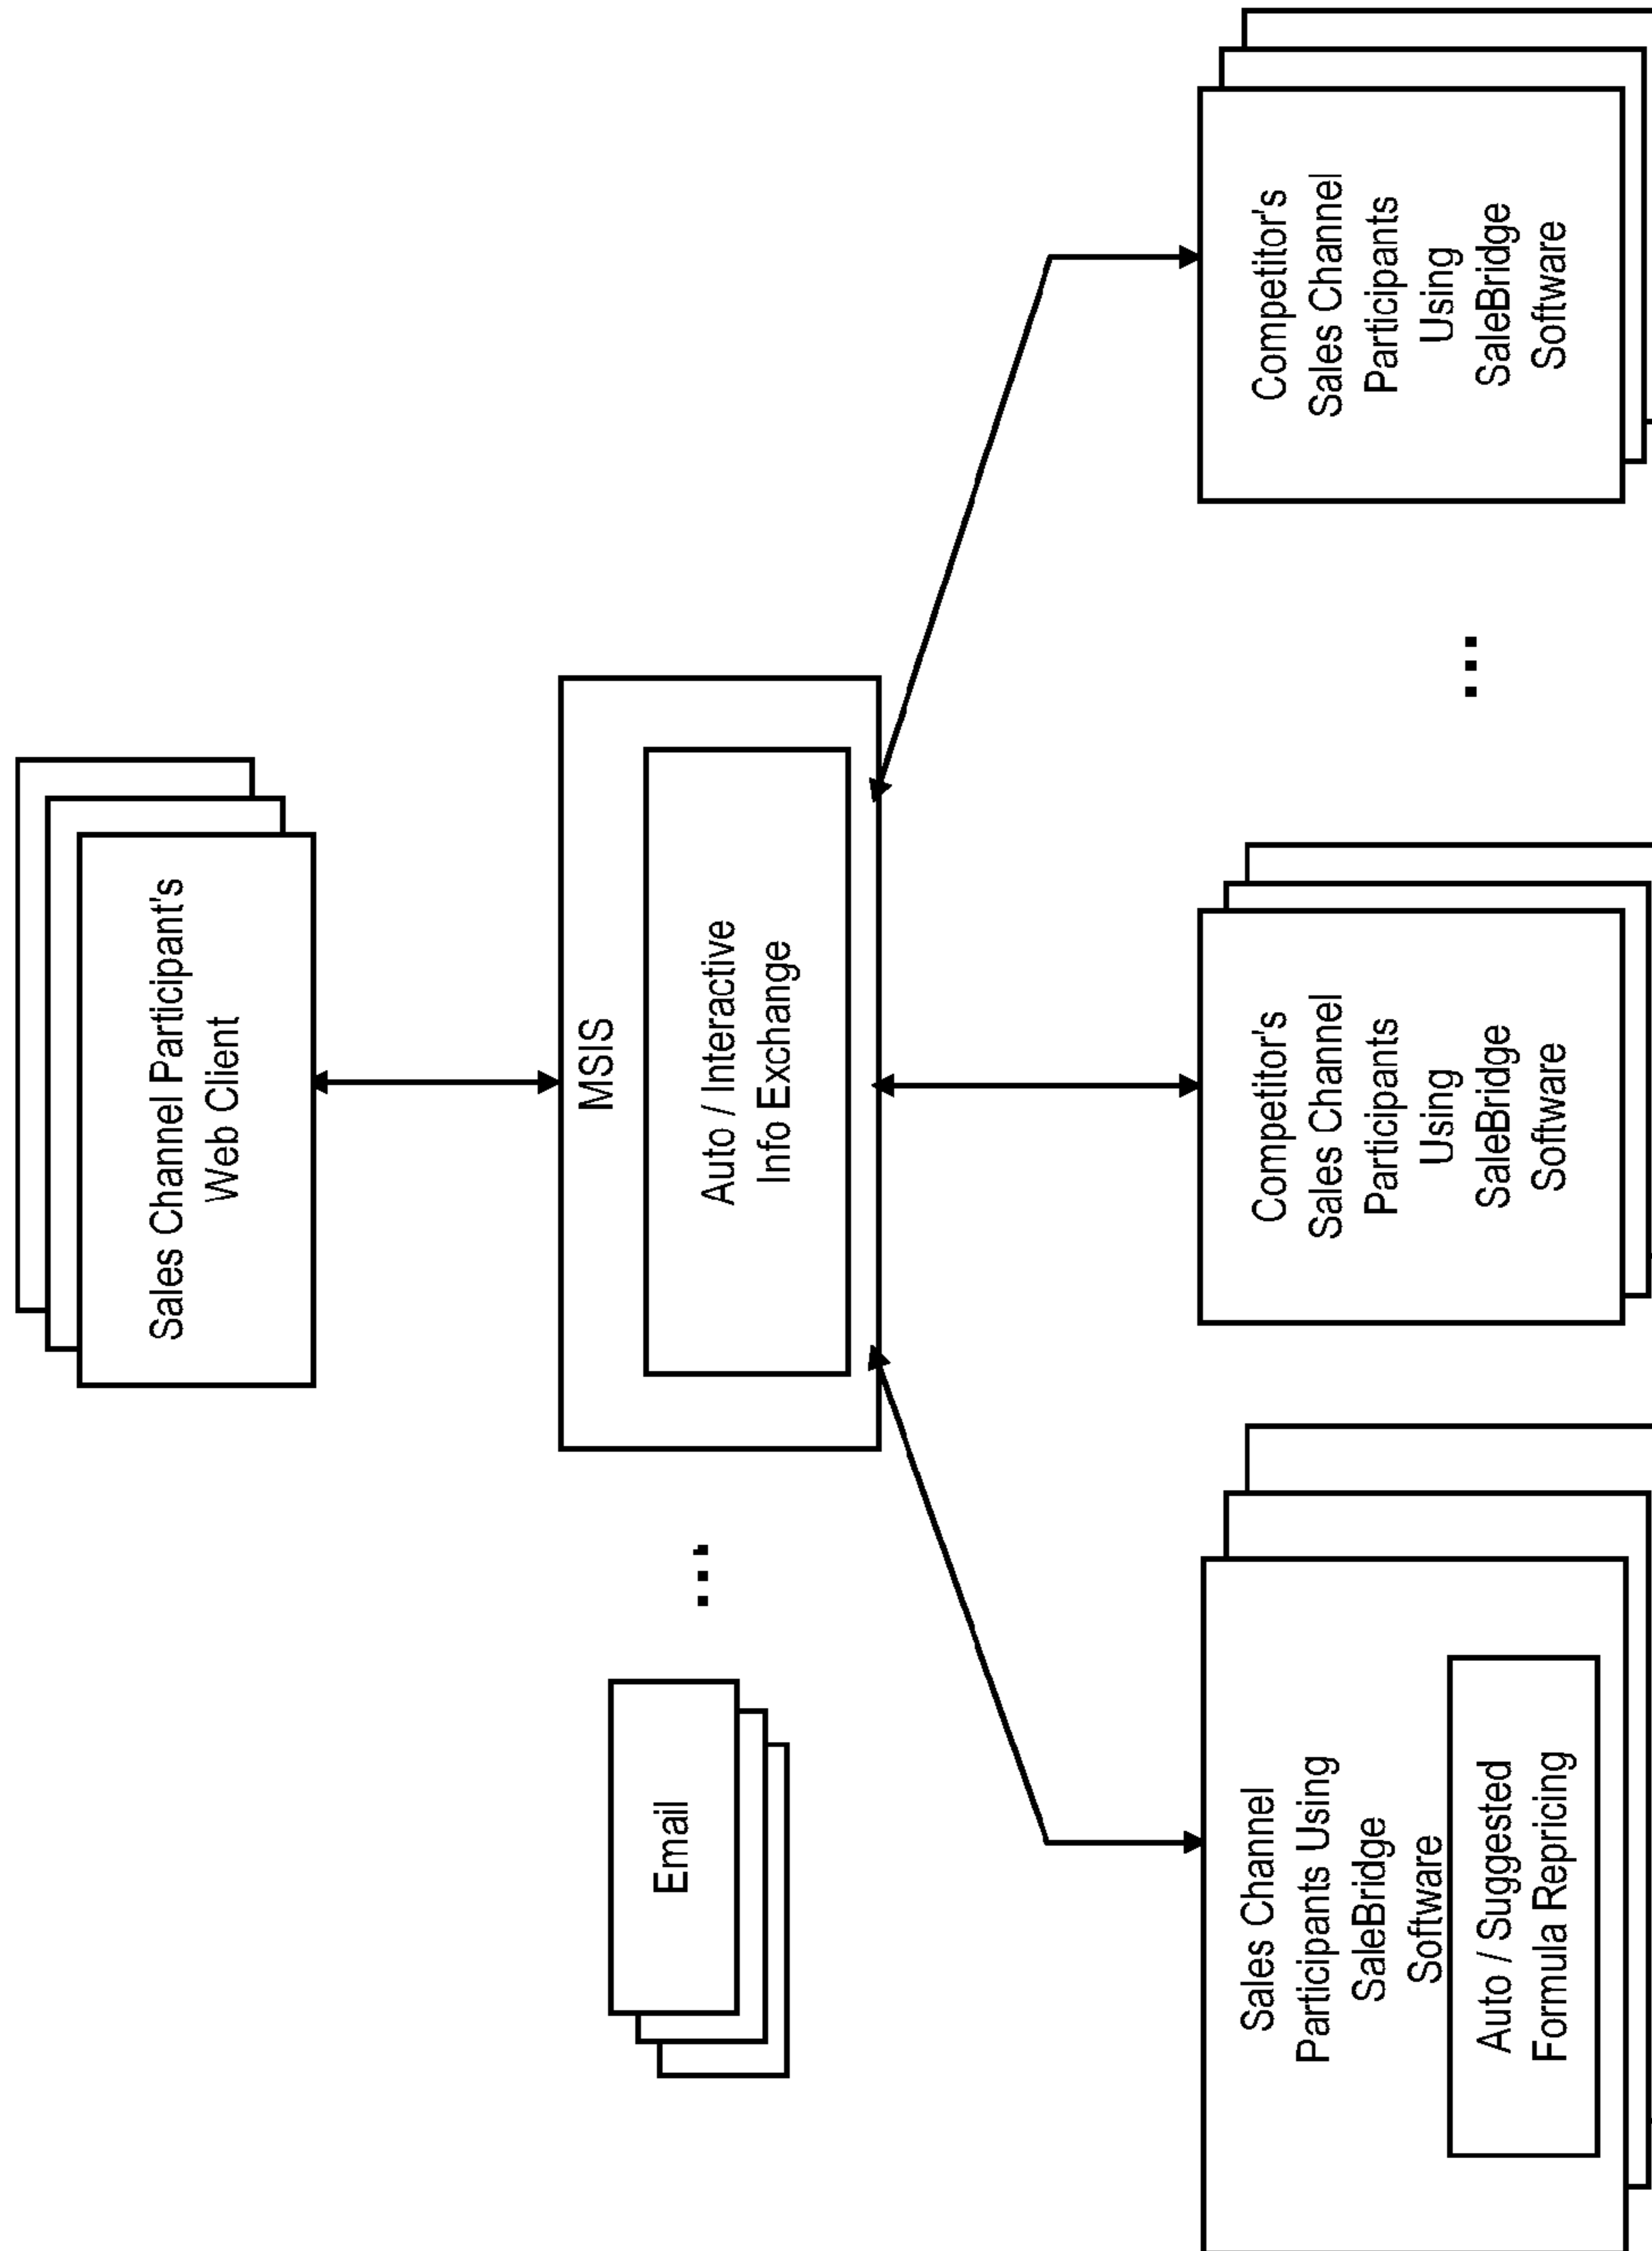 Sales Channel Participant's
Web Client
Email
...
MSIS
Auto / Interactive
Info Exchange
Sales Channel
Participants Using
SaleBridge
Software
Auto / Suggested
Formula Repricing
Competitor's
Sales Channel
Participants
Using
SaleBridge
Software
...
Competitor's
Sales Channel
Participants
Using
SaleBridge
Software